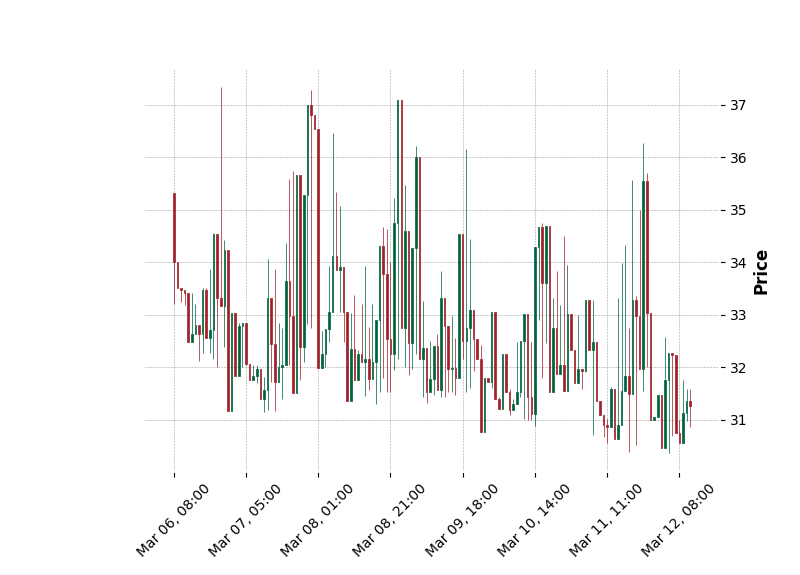 37
36
35
34
33
32
31
Price
Mar 06, 08:00
Mar 07, 05:00
Mar 08, 01:00
Mar 08, 21:00
Mar 09, 18:00
Mar 10, 14:00
Mar 11, 11:00
Mar 12, 08:00